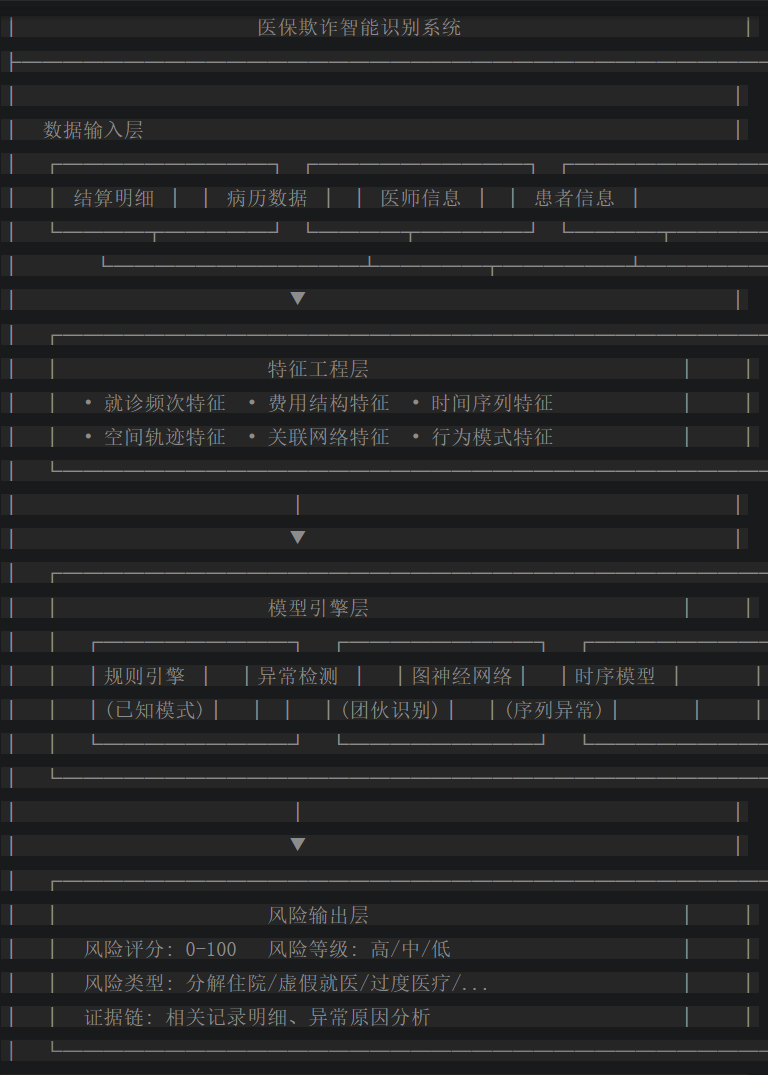 医保欺诈智能识别系统
数据输入层
结算明细 病历数据 医师信息 患者信息
▼
特征工程层
• 就诊频次特征 • 费用结构特征 • 时间序列特征
• 空间轨迹特征 • 关联网络特征 • 行为模式特征
▼
模型引擎层
规则引擎 异常检测 图神经网络 时序模型
(已知模式) (团伙识别) (序列异常)
▼
风险输出层
风险评分: 0-100 风险等级: 高/中/低
风险类型: 分解住院/虚假就医/过度医疗/...
证据链: 相关记录明细、异常原因分析